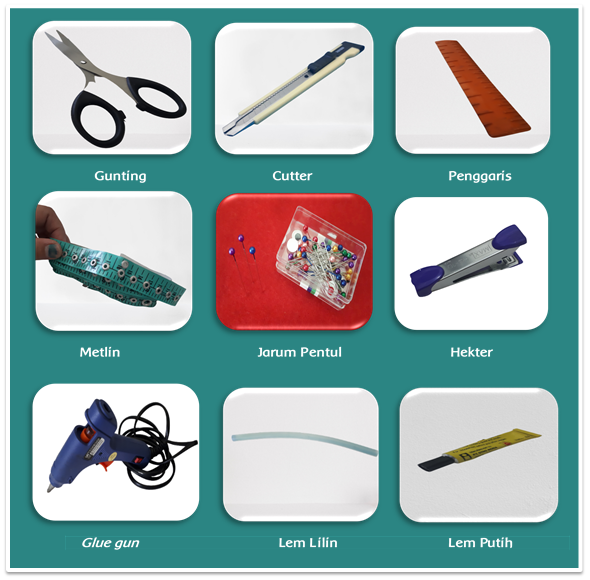 Gunting Cutter Penggaris
Metlin Jarum Pentul Hekter
Glue gun Lem Lilin Lem Putih